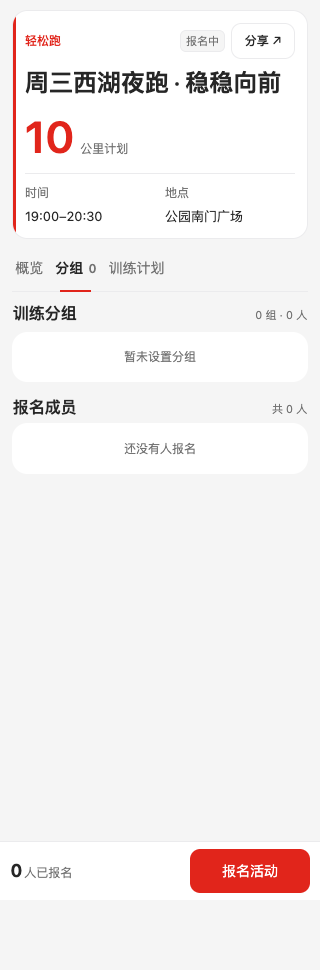 轻松跑
报名中
分享 ↗
周三西湖夜跑 · 稳稳向前
10 公里计划
时间 地点
19:00–20:30 公园南门广场
概览 分组 0 训练计划
训练分组 0 组 · 0 人
暂未设置分组
报名成员 共 0 人
还没有人报名
0 人已报名 报名活动